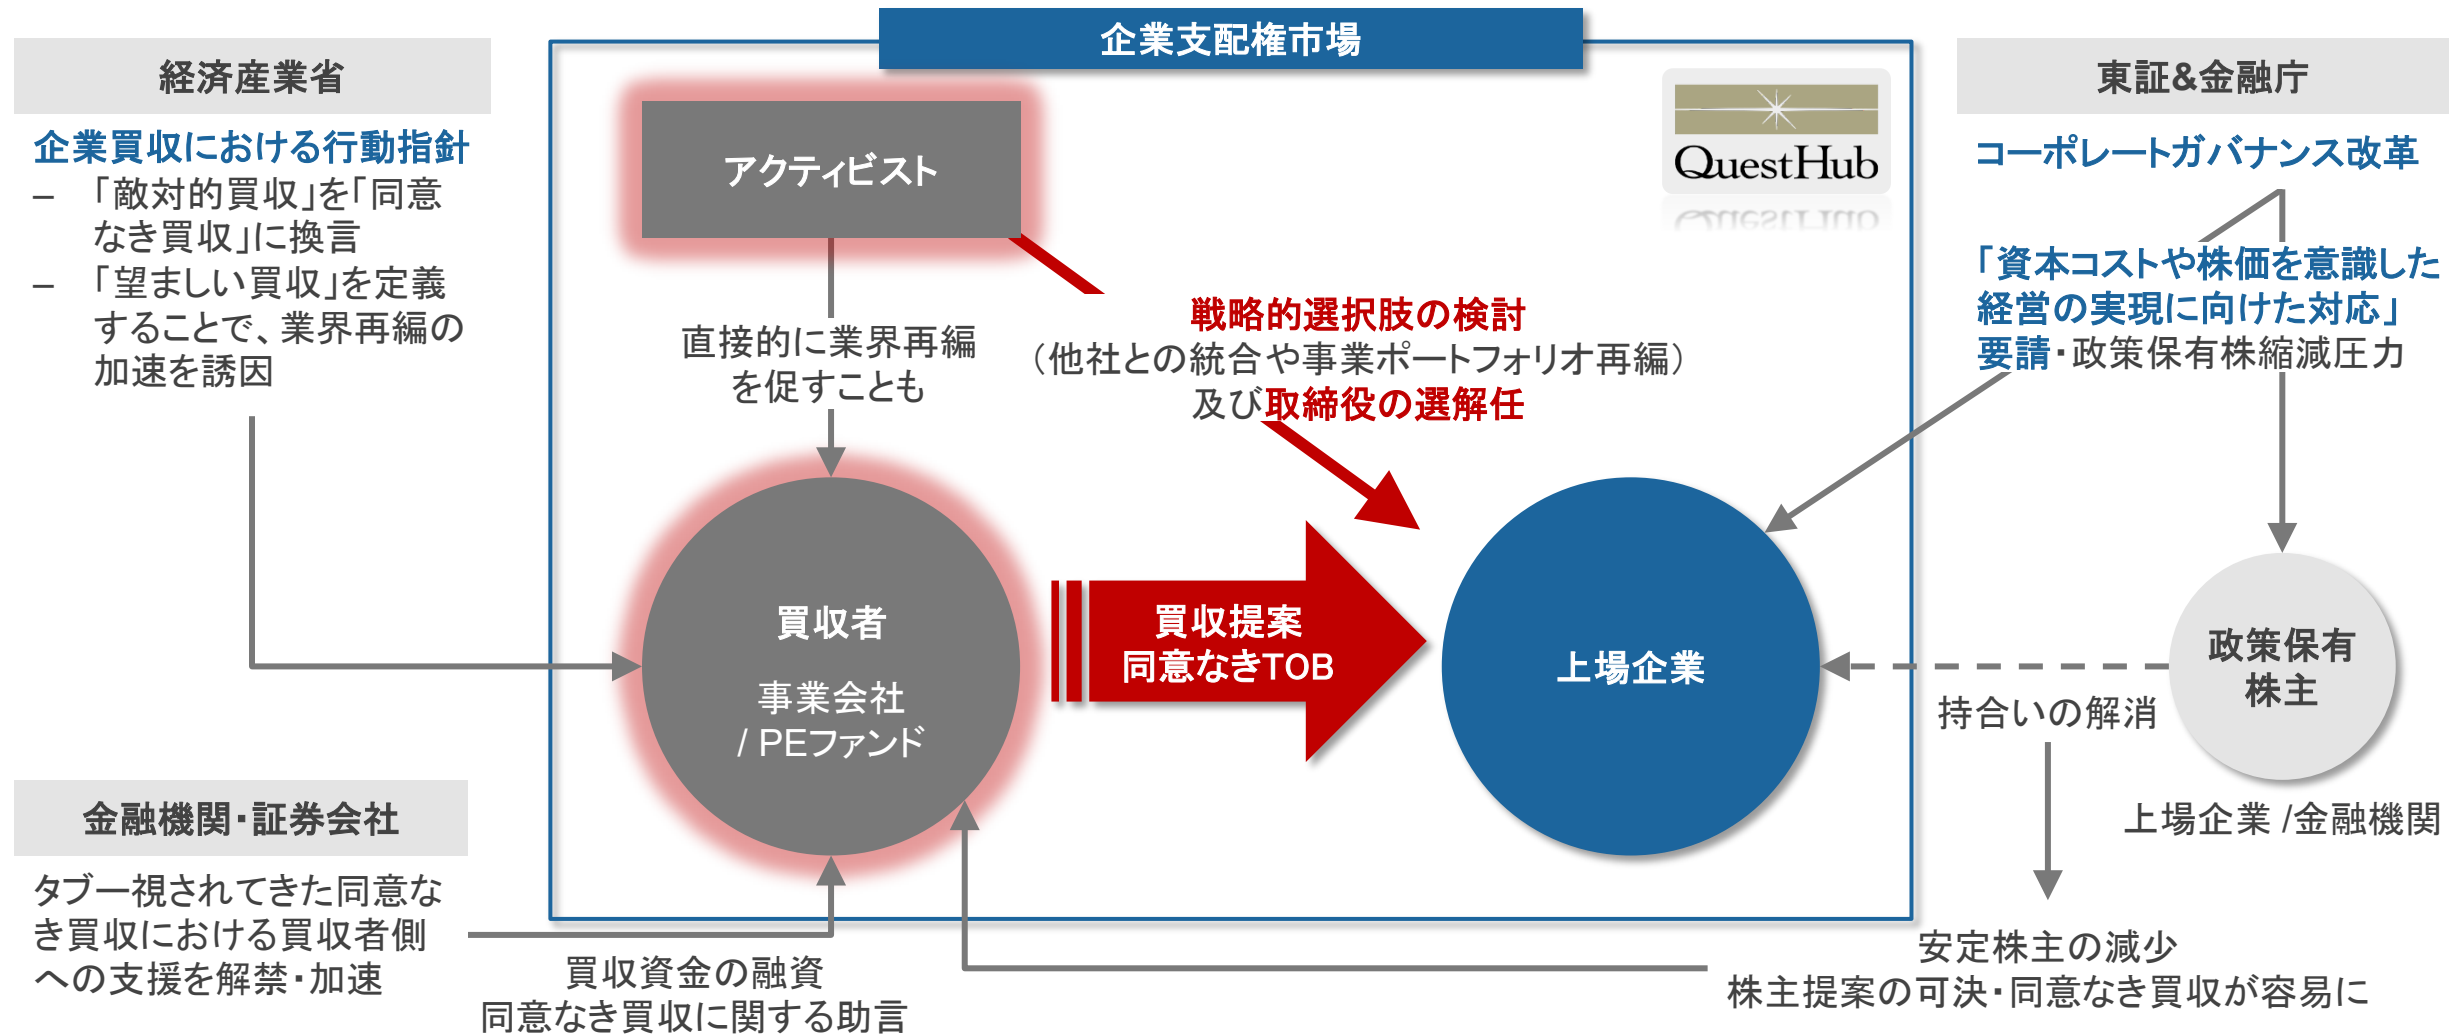 企業支配権市場
経済産業省
企業買収における行動指針
– 「敵対的買収」を「同意
なき買収」に換言
– 「望ましい買収」を定義
することで、業界再編の
加速を誘因
アクティビスト
QuestHub
東証&金融庁
コーポレートガバナンス改革
「資本コストや株価を意識した
経営の実現に向けた対応」
要請・政策保有株縮減圧力
直接的に業界再編
を促すことも
戦略的選択肢の検討
（他社との統合や事業ポートフォリオ再編）
及び取締役の選解任
買収者
事業会社
/ PEファンド
買収提案
同意なきTOB
上場企業
政策保有
株主
持合いの解消
上場企業 /金融機関
金融機関・証券会社
タブー視されてきた同意な
き買収における買収者側
への支援を解禁・加速
買収資金の融資
同意なき買収に関する助言
安定株主の減少
株主提案の可決・同意なき買収が容易に